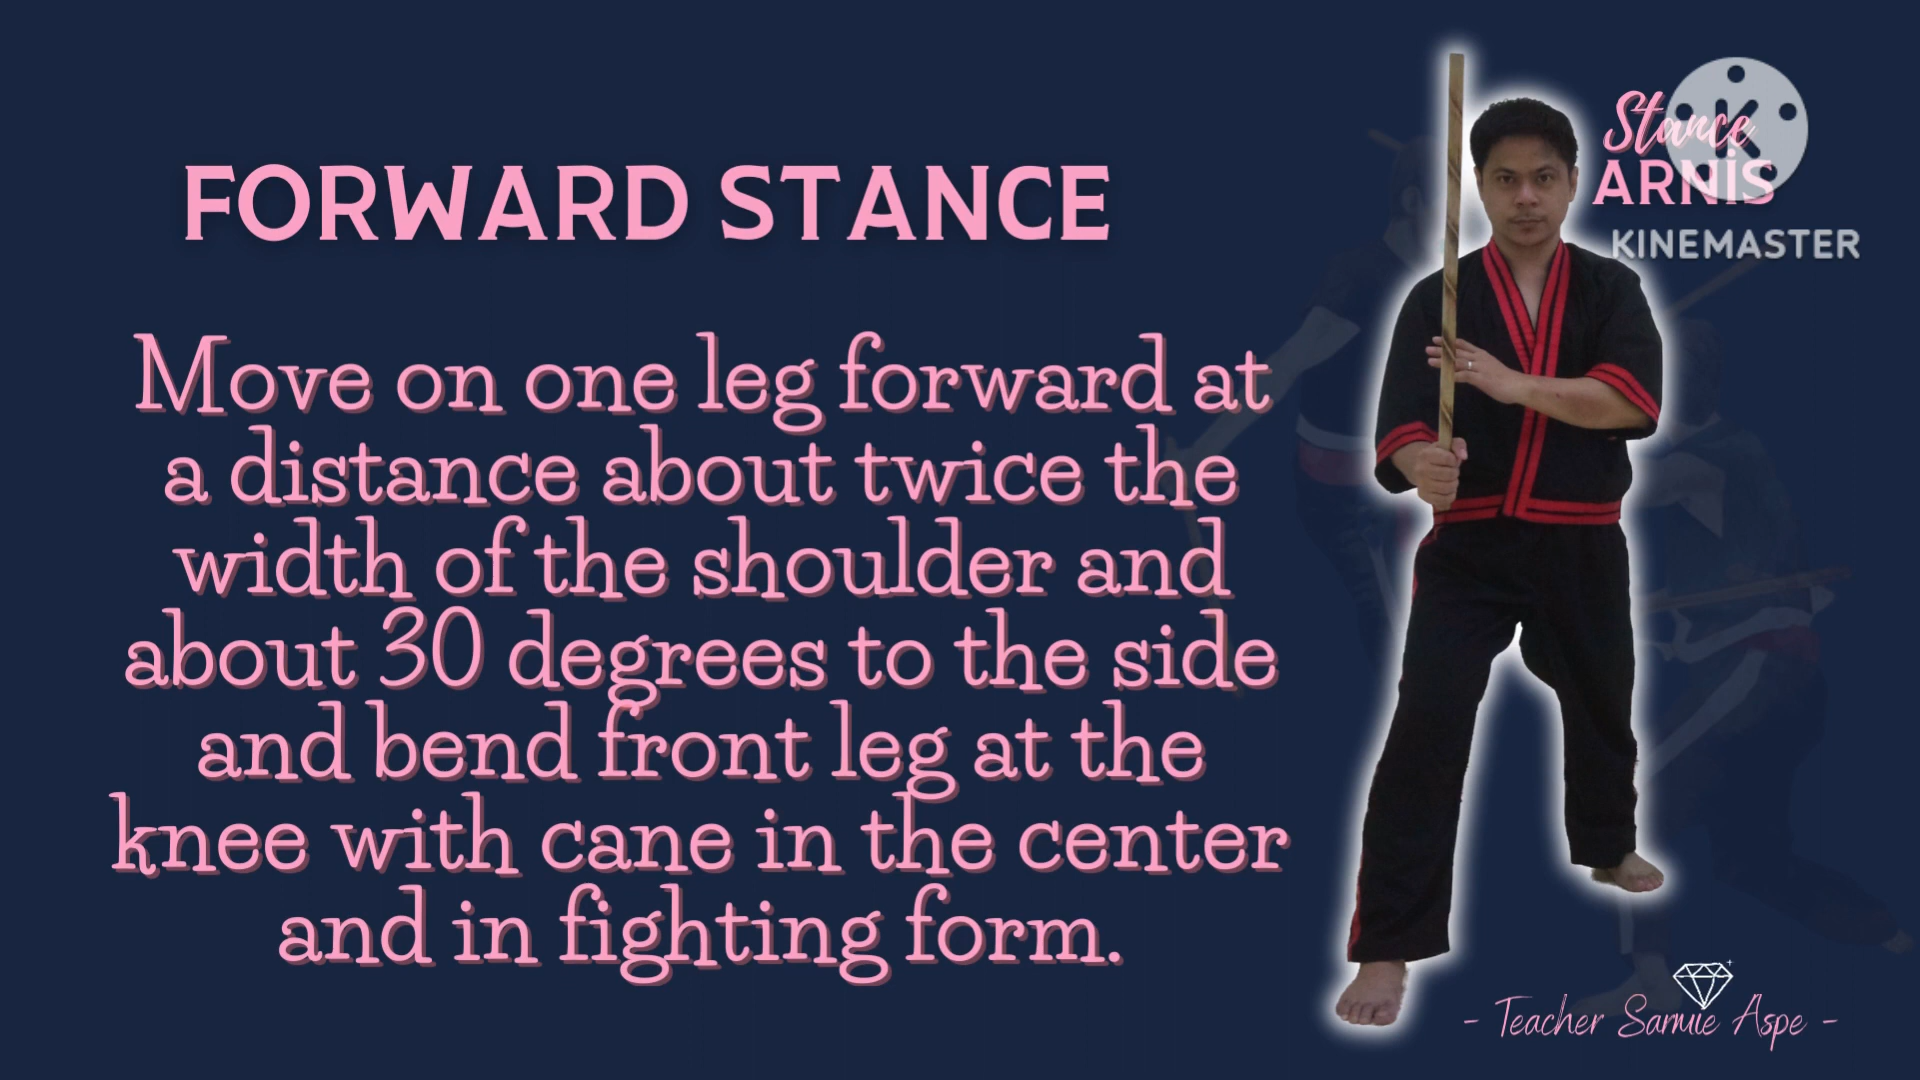 FORWARD STANCE
Move on one leg forward at
a distance about twice the
width of the shoulder and
about 30 degrees to the side
and bend front leg at the
knee with cane in the center
and in fighting form.
Stance
ARNIS
K
KINEMASTER
- Teacher Samie Aspe -